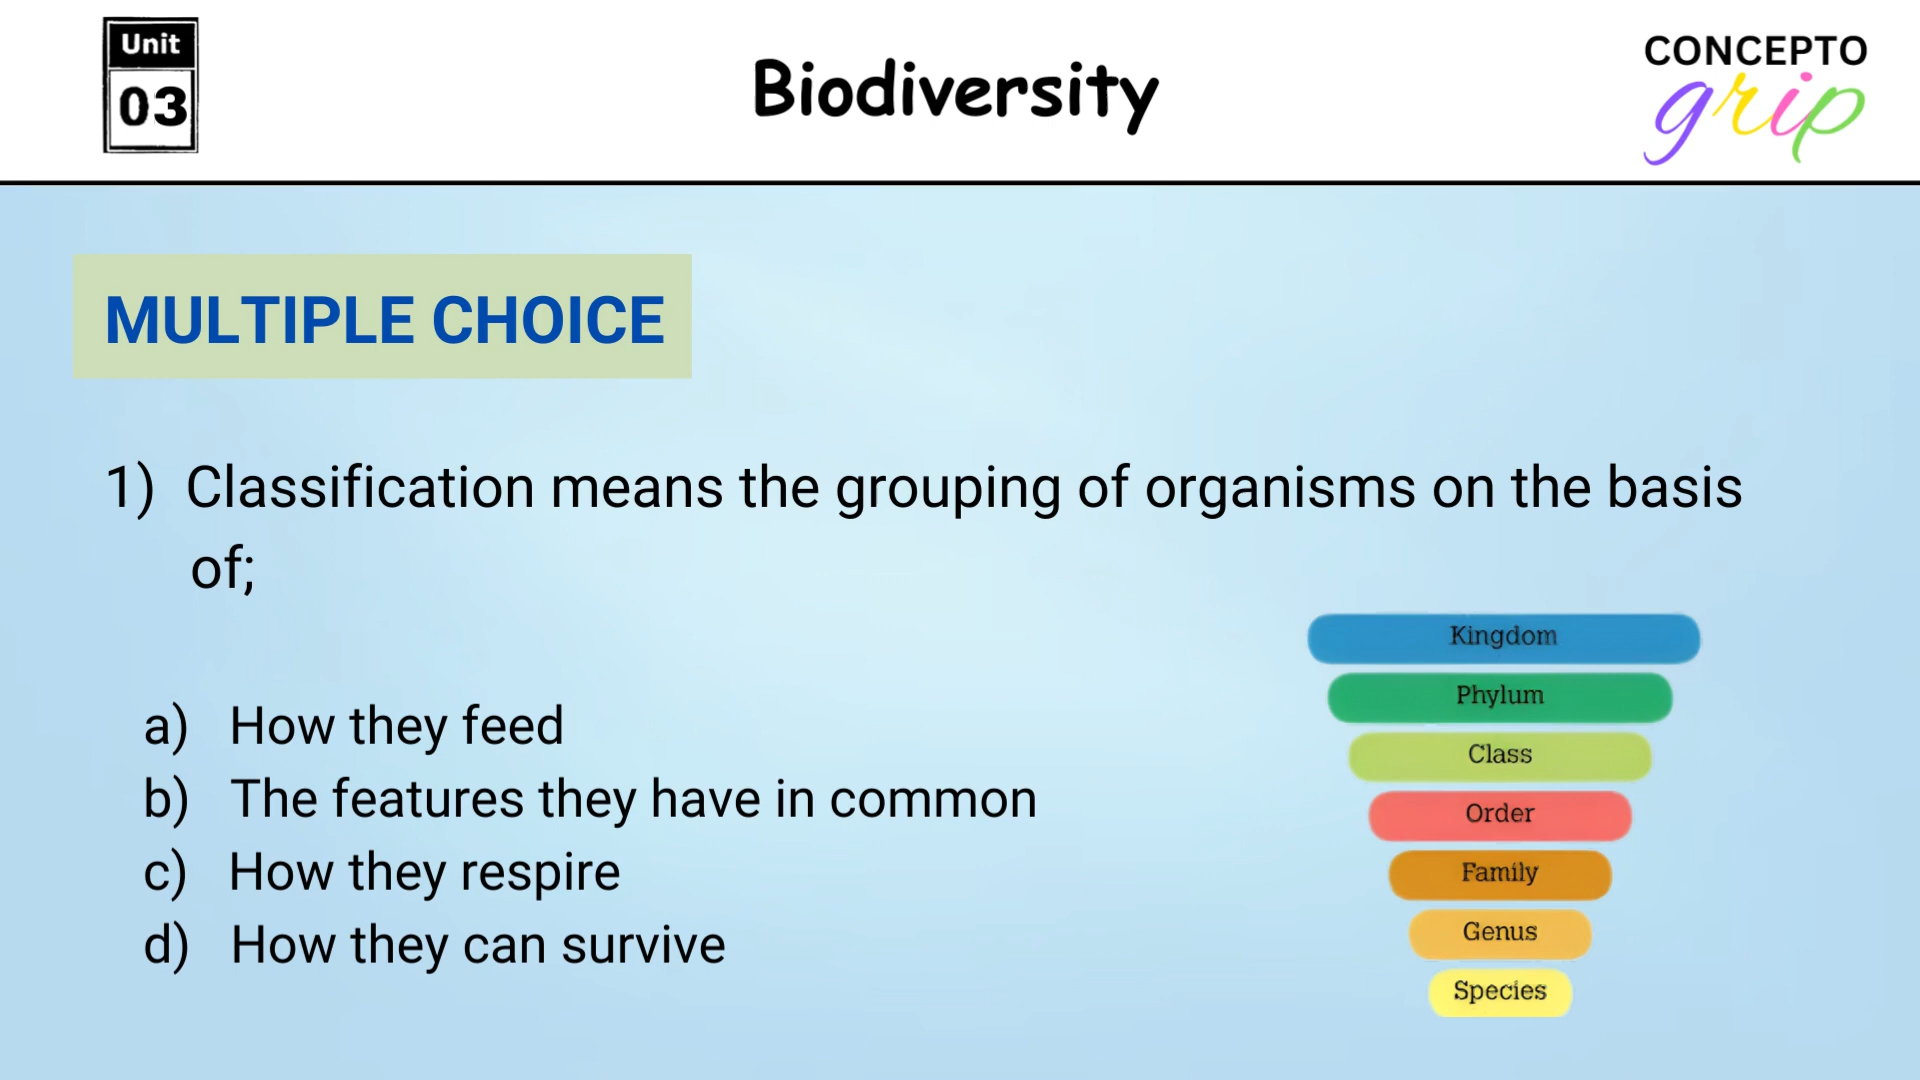 Unit
03
Biodiversity
CONCEPTO
grip
MULTIPLE CHOICE
1) Classification means the grouping of organisms on the basis
of;
a) How they feed
b) The features they have in common
c) How they respire
d) How they can survive
Kingdom
Phylum
Class
Order
Family
Genus
Species